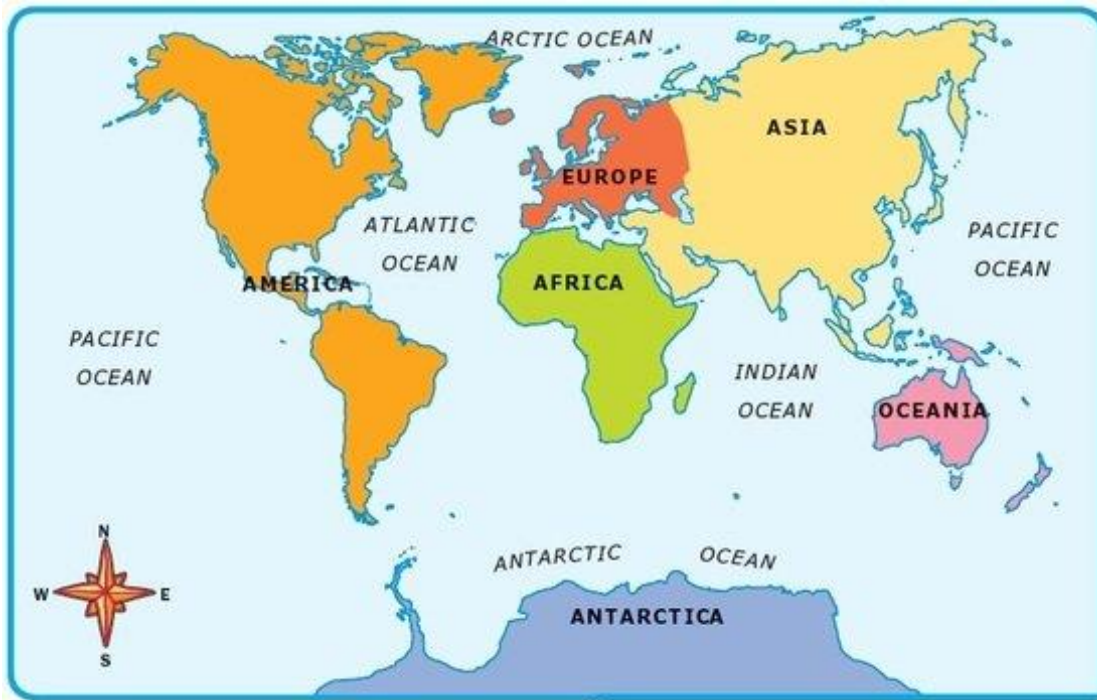 ARCTIC OCEAN
ASIA
EUROPE
ATLANTIC
OCEAN
PACIFIC
OCEAN
AMERICA
AFRICA
PACIFIC
OCEAN
INDIAN
OCEAN
OCEANIA
N
W E
S
ANTARCTIC OCEAN
ANTARCTICA